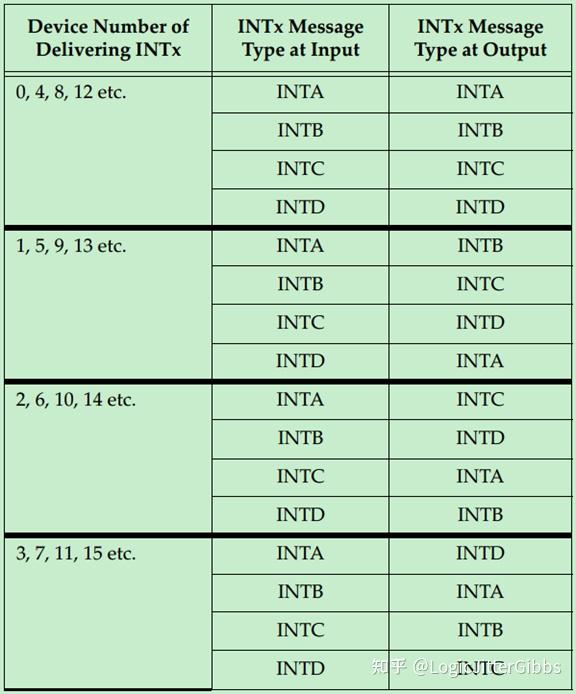 Device Number of Delivering INTx
INTx Message Type at Input
INTx Message Type at Output
0, 4, 8, 12 etc.
INTA INTA
INTB INTB
INTC INTC
INTD INTD
1, 5, 9, 13 etc.
INTA INTB
INTB INTC
INTC INTD
INTD INTA
2, 6, 10, 14 etc.
INTA INTC
INTB INTD
INTC INTA
INTD INTB
3, 7, 11, 15 etc.
INTA INTD
INTB INTA
INTC INTB
INTD INTC
知乎 @LogicJitterGibbs